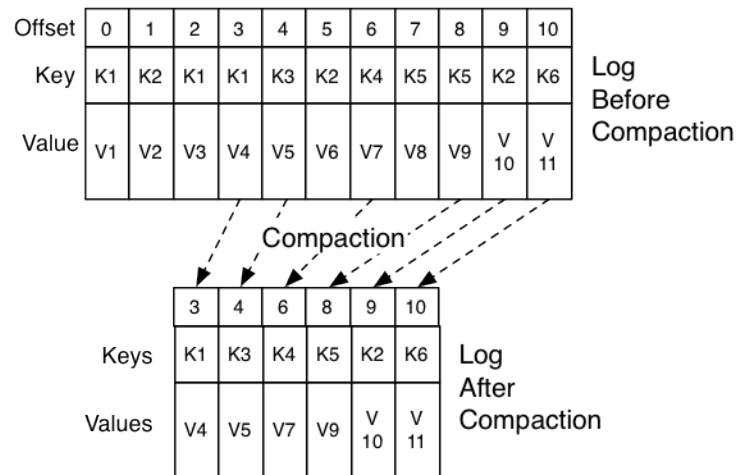 Offset 0 1 2 3 4 5 6 7 8 9 10
Key K1 K2 K1 K1 K3 K2 K4 K5 K5 K2 K6
Value V1 V2 V3 V4 V5 V6 V7 V8 V9 V 10 V 11
Log
Before
Compaction
Compaction
3 4 6 8 9 10
Keys K1 K3 K4 K5 K2 K6
Values V4 V5 V7 V9 V 10 V 11
Log
After
Compaction